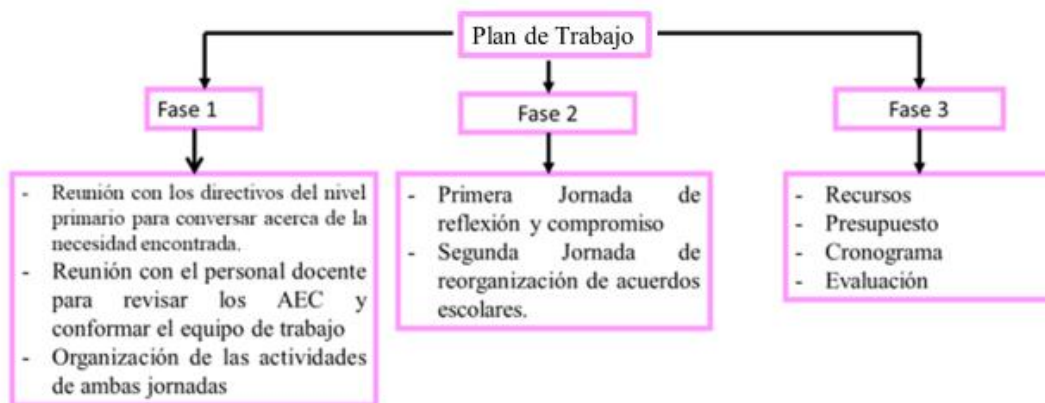 Plan de Trabajo
Fase 1
- Reunión con los directivos del nivel
primario para conversar acerca de la
necesidad encontrada.
- Reunión con el personal docente
para revisar los AEC y
conformar el equipo de trabajo
- Organización de las actividades
de ambas jornadas
Fase 2
- Primera Jornada de
reflexión y compromiso
- Segunda Jornada de
reorganización de acuerdos
escolares.
Fase 3
- Recursos
- Presupuesto
- Cronograma
- Evaluación